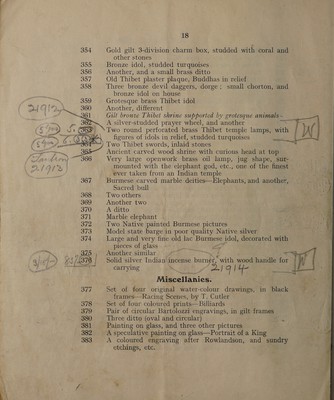 18
354 Gold gilt 3-division charm box, studded with coral and
other stones
355 Bronze idol, studded turquoises
356 Another, and a small bronze ditto
357 Old Thibet plaster plaque, Buddhas in relief
358 Three bronze devil daggers, dorge ; small chorton, and
bronze idol on house
359 Grotesque brass Thibet idol
360 Another, different
361 Gilt bronze Thibet shrine supported by grotesque animals
21912
362 A silver-studded prayer wheel, and another
363 Two round perforated brass Thibet temple lamps, with
figures of idols in relief, studded turquoises
W
364 Two Thibet swords, inlaid stones
365 Ancient carved wood shrine with curious head at top
366 Very large openwork brass oil lamp, jug shape, sur-
mounted with the elephant god, etc., one of the finest
ever taken from an Indian temple
21913
367 Burmese carved marble deities—Elephants, and another,
Sacred bull
368 Two others
369 Another two
370 A ditto
371 Marble elephant
372 Two Native painted Burmese pictures
373 Model state barge in poor quality Native silver
374 Large and very fine old lac Burmese idol, decorated with
pieces of glass
375 Another similar
376 Solid silver Indian incense burner, with wood handle for
carrying
21914
W
Miscellanies.
377 Set of four original water-colour drawings, in black
frames—Racing Scenes, by T. Cutler
378 Set of four coloured prints—Billiards
379 Pair of circular Bartolozzi engravings, in gilt frames
380 Three ditto (oval and circular)
381 Painting on glass, and three other pictures
382 A speculative painting on glass—Portrait of a King
383 A coloured engraving after Rowlandson, and sundry
etchings, etc.